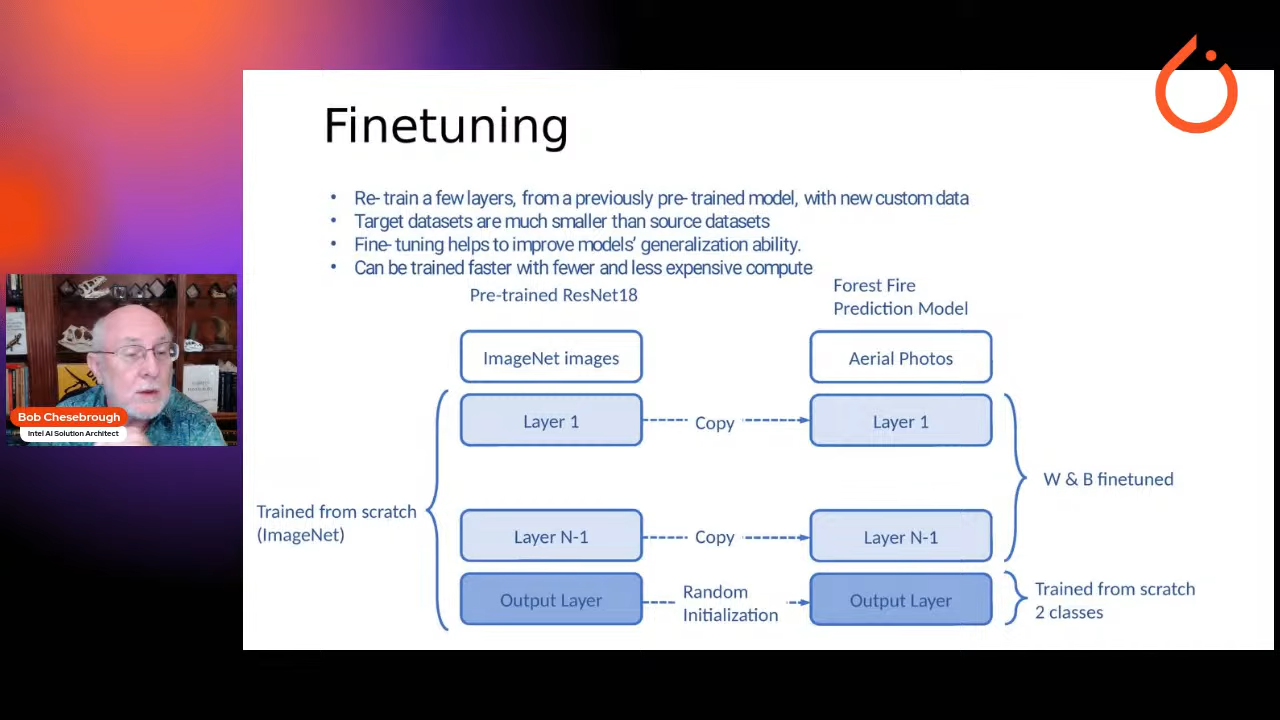 Finetuning
• Re- train a few layers, from a previously pre- trained model, with new custom data
• Target datasets are much smaller than source datasets
• Fine- tuning helps to improve models' generalization ability.
• Can be trained faster with fewer and less expensive compute
Pre-trained ResNet18
Forest Fire
Prediction Model
ImageNet images
Aerial Photos
Layer 1
Copy
Layer 1
W & B finetuned
Trained from scratch
(ImageNet)
Layer N-1
Copy
Layer N-1
Output Layer
Random
Initialization
Output Layer
Trained from scratch
2 classes
Bob Chesebrough
Intel AI Solution Architect